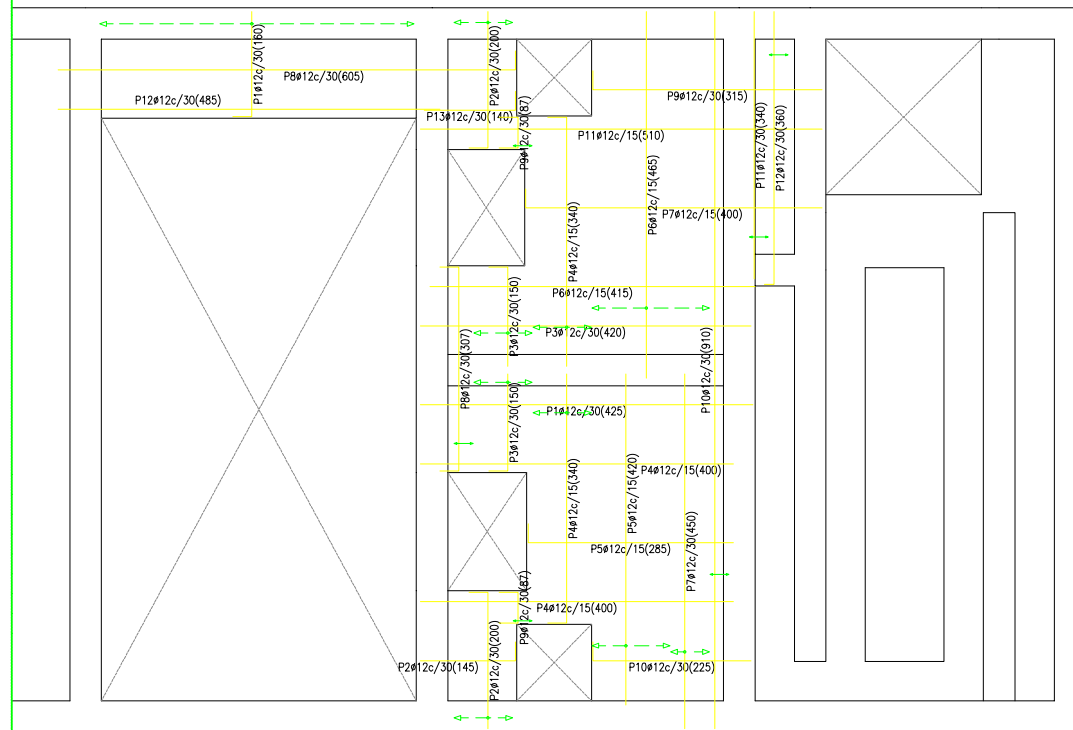 P1ø12c/30(160)
P8ø12c/30(605)
P12ø12c/30(485)
P2ø12c/30(200)
P13ø12c/30(140)
P9ø12c/30(87)
P9ø12c/30(315)
P11ø12c/15(510)
P11ø12c/30(340)
P12ø12c/30(360)
P6ø12c/15(465)
P7ø12c/15(400)
P4ø12c/15(340)
P6ø12c/15(415)
P3ø12c/30(150)
P3ø12c/30(420)
P8ø12c/30(307)
P10ø12c/30(910)
P3ø12c/30(150)
P1ø12c/30(425)
P4ø12c/15(340)
P5ø12c/15(420)
P4ø12c/15(400)
P7ø12c/30(450)
P5ø12c/15(285)
P9ø12c/30(87)
P4ø12c/15(400)
P2ø12c/30(145)
P2ø12c/30(200)
P10ø12c/30(225)